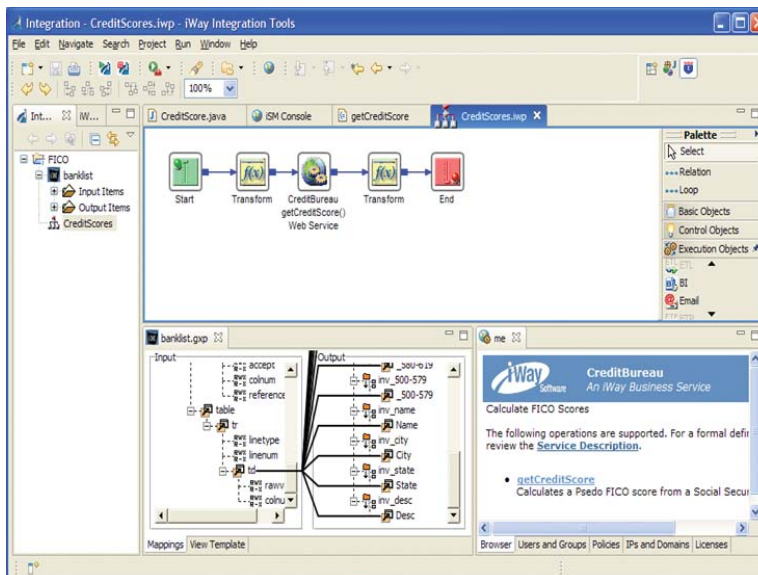 Integration - CreditScores.iwp - iWay Integration Tools
File Edit Navigate Search Project Run Window Help
100%
Int... iW...
CreditScore.java iSM Console getCreditScore CreditScores.iwp
FICO
banklist
Input Items
Output Items
CreditScores
Start Transform CreditBureau Transform End
getCreditScore()
Web Service
Palette
Select
Relation
Loop
Basic Objects
Control Objects
Execution Objects
ETL
BI
Email
banklist.gxp
Input
accept
colnum
reference
table
tr
linetype
linenum
td
rawv
colnu
Output
_580-619
inv_500-579
_500-579
inv_name
Name
inv_city
City
inv_state
State
inv_desc
Desc
Mappings View Template
me
iWay Software
CreditBureau
An iWay Business Service
Calculate FICO Scores
The following operations are supported. For a formal defi
review the Service Description.
getCreditScore
Calculates a Psedo FICO score from a Social Secu
Browser Users and Groups Policies IPs and Domains Licenses